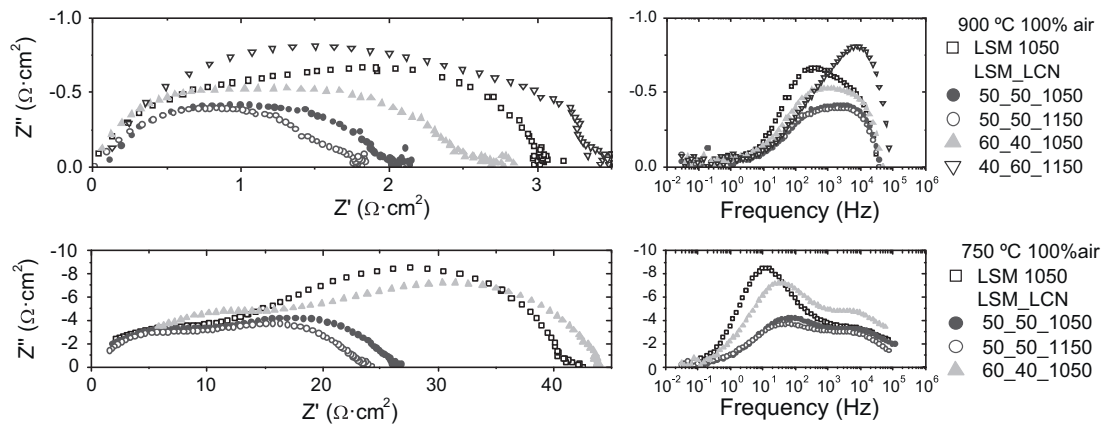 -1.0
-0.5
0.0
Z'' (Ω·cm²)
0 1 2 3
Z' (Ω·cm²)
10⁻² 10⁻¹ 10⁰ 10¹ 10² 10³ 10⁴ 10⁵ 10⁶
Frequency (Hz)
-1.0
-0.5
0.0
900 ºC 100% air
LSM 1050
LSM_LCN
50_50_1050
50_50_1150
60_40_1050
40_60_1150
-10
-8
-6
-4
-2
0
Z'' (Ω·cm²)
0 10 20 30 40
Z' (Ω·cm²)
-10
-8
-6
-4
-2
0
10⁻² 10⁻¹ 10⁰ 10¹ 10² 10³ 10⁴ 10⁵ 10⁶
Frequency (Hz)
750 ºC 100%air
LSM 1050
LSM_LCN
50_50_1050
50_50_1150
60_40_1050